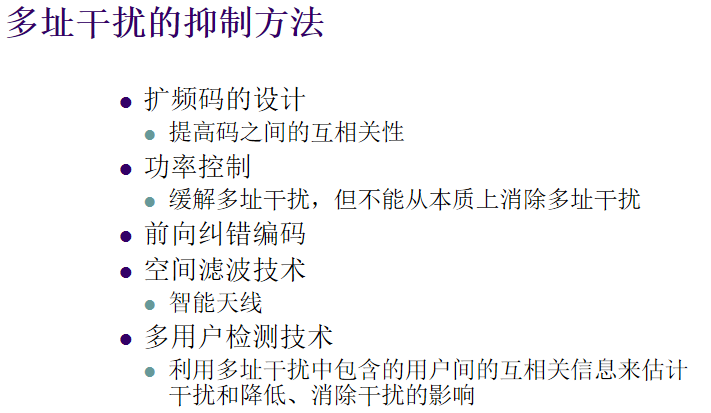 多址干扰的抑制方法
扩频码的设计
提高码之间的互相关性
功率控制
缓解多址干扰，但不能从本质上消除多址干扰
前向纠错编码
空间滤波技术
智能天线
多用户检测技术
利用多址干扰中包含的用户间的互相关信息来估计
干扰和降低、消除干扰的影响